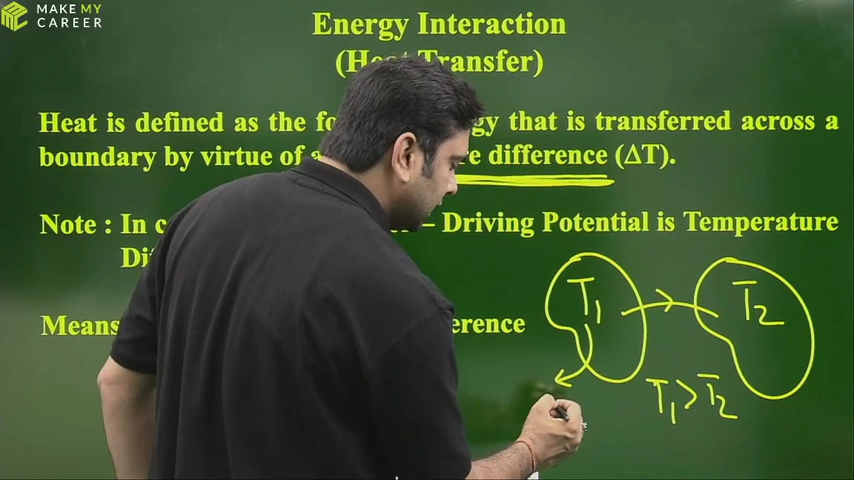 MAKE MY
CAREER
Energy Interaction
(Heat Transfer)
Heat is defined as the fo gy that is transferred across a
boundary by virtue of a re difference (ΔT).
Note : In c – Driving Potential is Temperature
Di
Means erence
T₁ T₂
T₁ > T₂